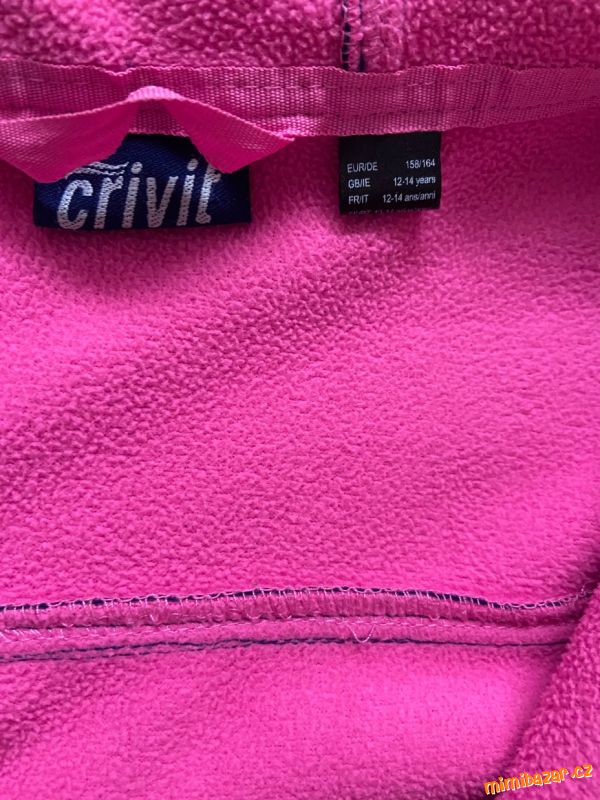 crivit
EUR/DE 158/164
GB/IE 12-14 years
FR/IT 12-14 ans/anni
mimibazar.cz